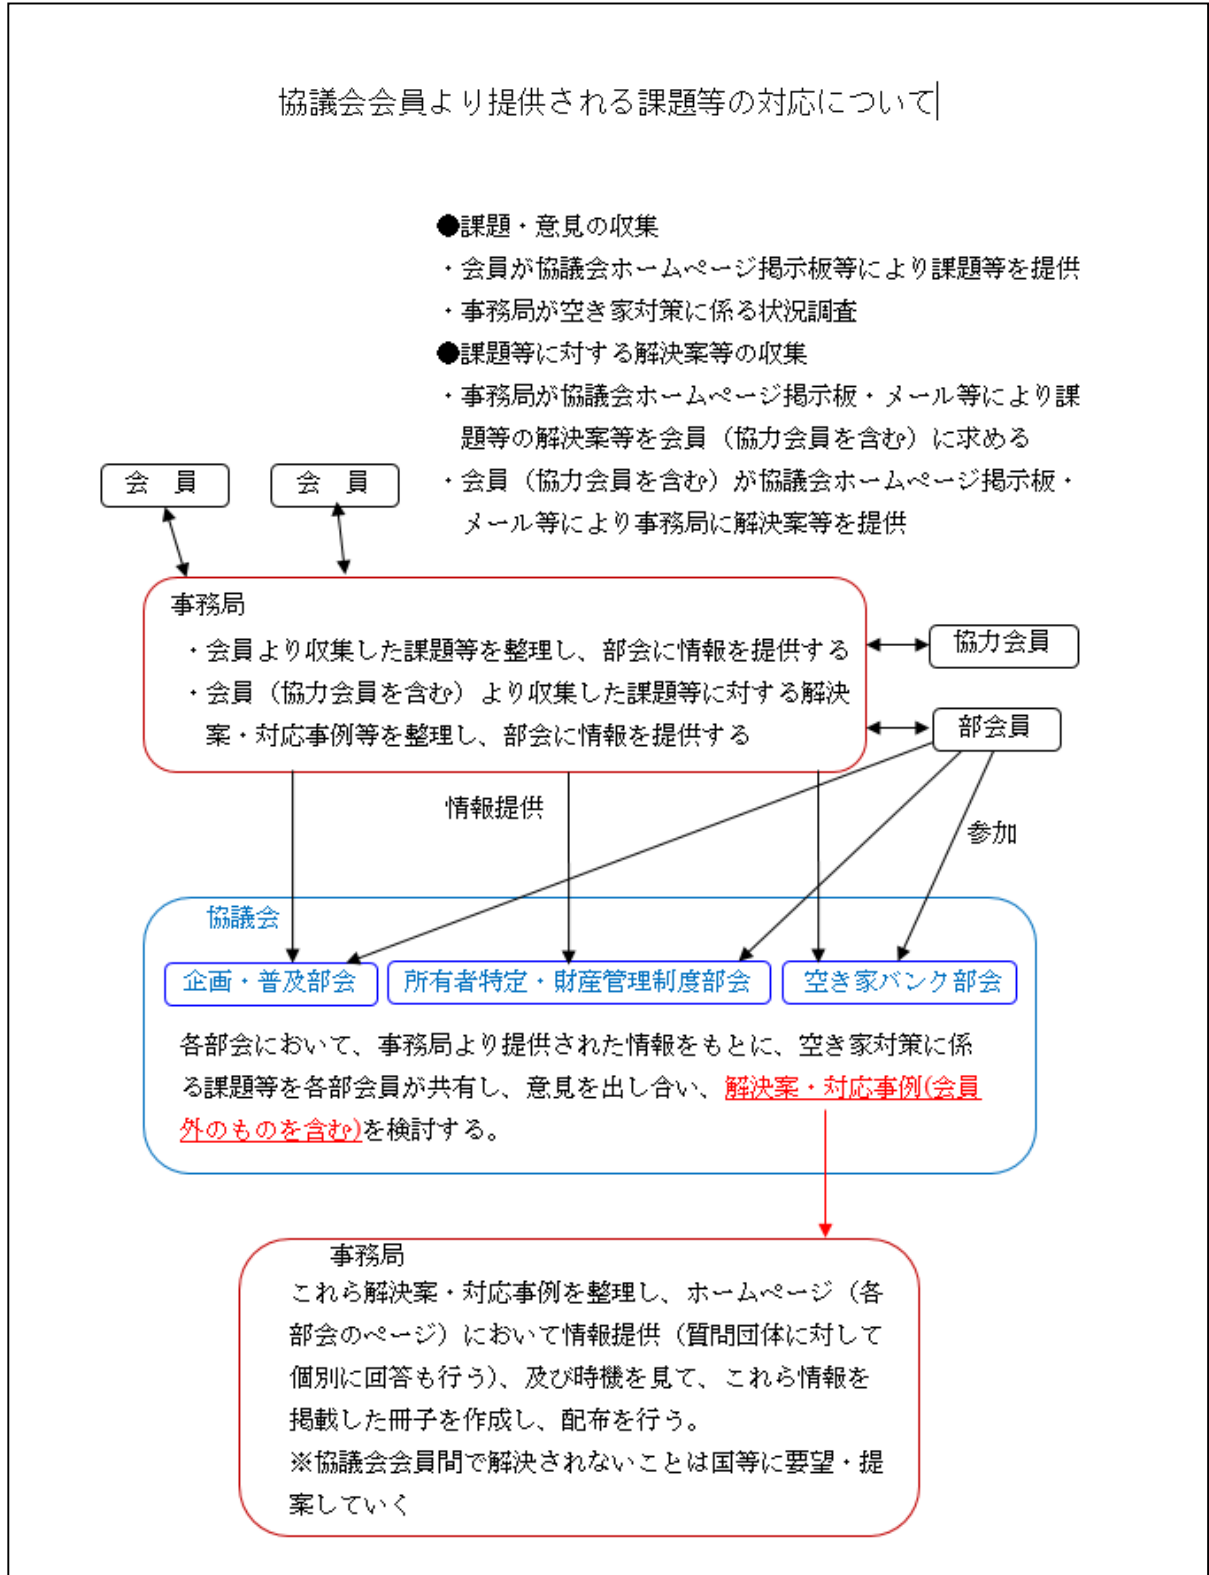 協議会会員より提供される課題等の対応について
●課題・意見の収集
・会員が協議会ホームページ掲示板等により課題等を提供
・事務局が空き家対策に係る状況調査
●課題等に対する解決案等の収集
・事務局が協議会ホームページ掲示板・メール等により課
題等の解決案等を会員（協力会員を含む）に求める
・会員（協力会員を含む）が協議会ホームページ掲示板・
メール等により事務局に解決案等を提供
会　員
会　員
事務局
・会員より収集した課題等を整理し、部会に情報を提供する
・会員（協力会員を含む）より収集した課題等に対する解決
案・対応事例等を整理し、部会に情報を提供する
協力会員
部会員
情報提供
参加
協議会
企画・普及部会
所有者特定・財産管理制度部会
空き家バンク部会
各部会において、事務局より提供された情報をもとに、空き家対策に係
る課題等を各部会員が共有し、意見を出し合い、解決案・対応事例(会員
外のものを含む)を検討する。
事務局
これら解決案・対応事例を整理し、ホームページ（各
部会のページ）において情報提供（質問団体に対して
個別に回答も行う）、及び時機を見て、これら情報を
掲載した冊子を作成し、配布を行う。
※協議会会員間で解決されないことは国等に要望・提
案していく